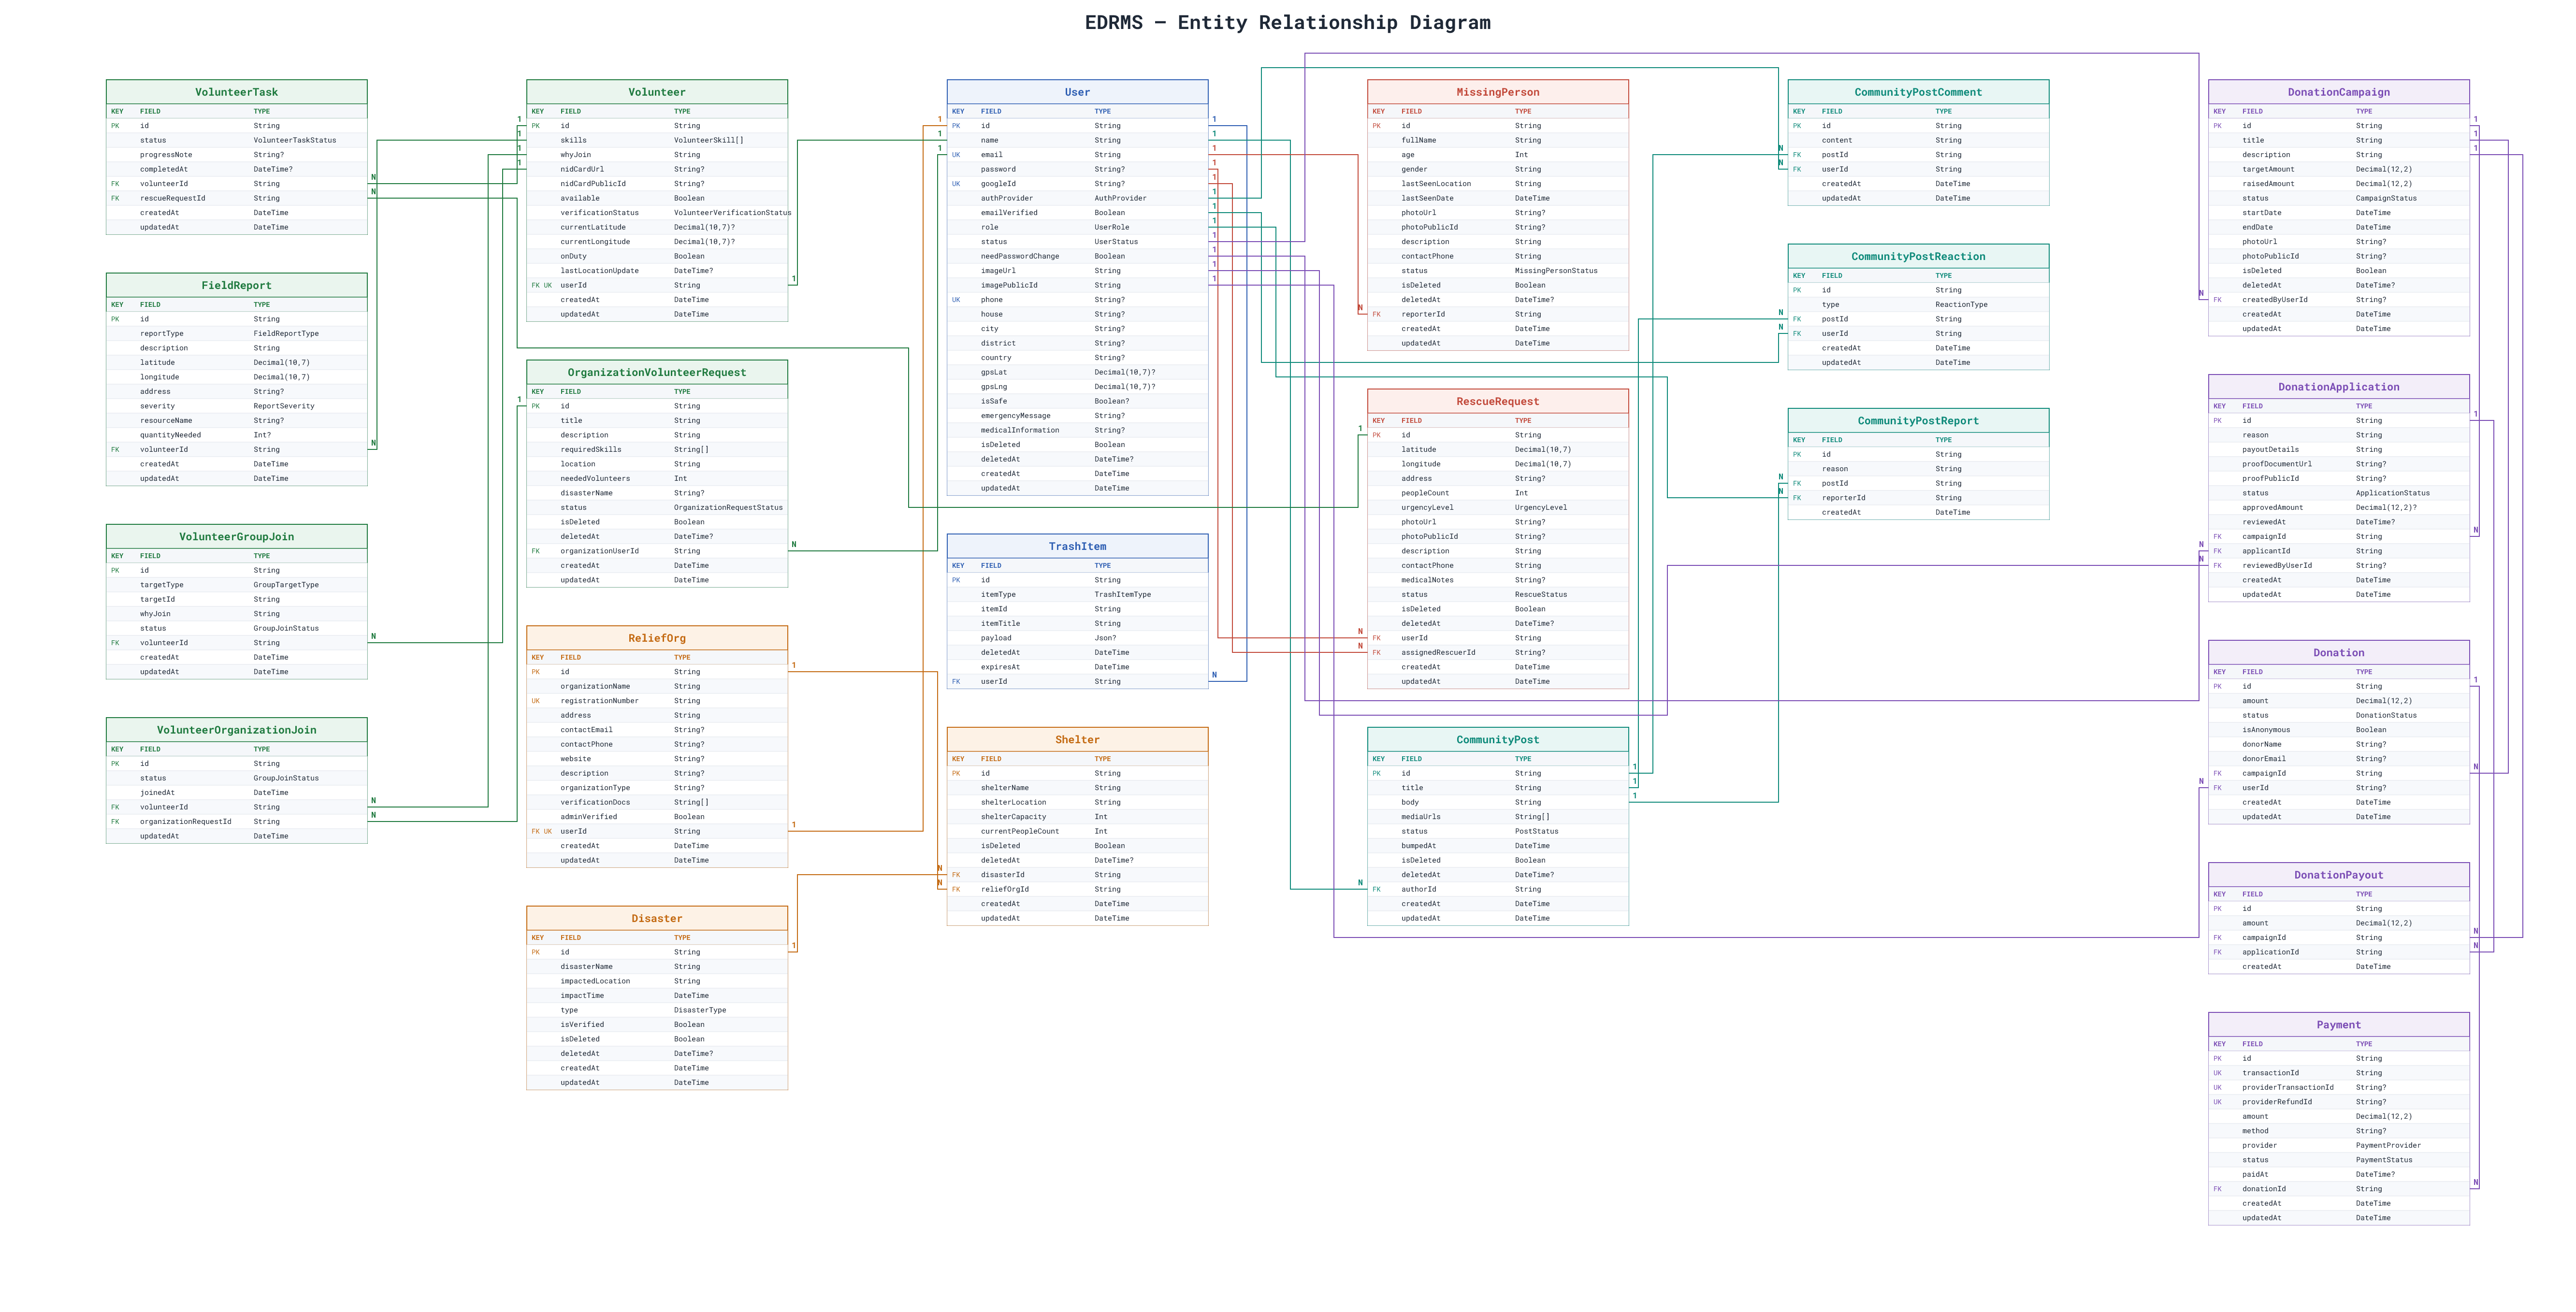 EDRMS — Entity Relationship Diagram
VolunteerTask
KEY FIELD TYPE
PK id String
status VolunteerTaskStatus
progressNote String?
completedAt DateTime?
FK volunteerId String
FK rescueRequestId String
createdAt DateTime
updatedAt DateTime
N
N
FieldReport
KEY FIELD TYPE
PK id String
reportType FieldReportType
description String
latitude Decimal(10,7)
longitude Decimal(10,7)
address String?
severity ReportSeverity
resourceName String?
quantityNeeded Int?
FK volunteerId String
createdAt DateTime
updatedAt DateTime
N
VolunteerGroupJoin
KEY FIELD TYPE
PK id String
targetType GroupTargetType
targetId String
whyJoin String
status GroupJoinStatus
FK volunteerId String
createdAt DateTime
updatedAt DateTime
N
VolunteerOrganizationJoin
KEY FIELD TYPE
PK id String
status GroupJoinStatus
joinedAt DateTime
FK volunteerId String
FK organizationRequestId String
updatedAt DateTime
N
N
Volunteer
KEY FIELD TYPE
1 PK id String
1 skills VolunteerSkill[]
1 whyJoin String
1 nidCardUrl String?
nidCardPublicId String?
available Boolean
verificationStatus VolunteerVerificationStatus
currentLatitude Decimal(10,7)?
currentLongitude Decimal(10,7)?
onDuty Boolean
lastLocationUpdate DateTime?
FK UK userId String 1
createdAt DateTime
updatedAt DateTime
OrganizationVolunteerRequest
KEY FIELD TYPE
1 PK id String
title String
description String
requiredSkills String[]
location String
neededVolunteers Int
disasterName String?
status OrganizationRequestStatus
isDeleted Boolean
deletedAt DateTime?
FK organizationUserId String N
createdAt DateTime
updatedAt DateTime
ReliefOrg
KEY FIELD TYPE
PK id String 1
organizationName String
UK registrationNumber String
address String
contactEmail String?
contactPhone String?
website String?
description String?
organizationType String?
verificationDocs String[]
adminVerified Boolean
FK UK userId String 1
createdAt DateTime
updatedAt DateTime
Disaster
KEY FIELD TYPE
PK id String 1
disasterName String
impactedLocation String
impactTime DateTime
type DisasterType
isVerified Boolean
isDeleted Boolean
deletedAt DateTime?
createdAt DateTime
updatedAt DateTime
User
KEY FIELD TYPE
1 PK id String 1
1 name String 1
1 UK email String 1
password String? 1
UK googleId String? 1
authProvider AuthProvider 1
emailVerified Boolean 1
role UserRole 1
status UserStatus 1
needPasswordChange Boolean 1
imageUrl String 1
imagePublicId String 1
UK phone String?
house String?
city String?
district String?
country String?
gpsLat Decimal(10,7)?
gpsLng Decimal(10,7)?
isSafe Boolean?
emergencyMessage String?
medicalInformation String?
isDeleted Boolean
deletedAt DateTime?
createdAt DateTime
updatedAt DateTime
TrashItem
KEY FIELD TYPE
PK id String
itemType TrashItemType
itemId String
itemTitle String
payload Json?
deletedAt DateTime
expiresAt DateTime
FK userId String N
Shelter
KEY FIELD TYPE
PK id String
shelterName String
shelterLocation String
shelterCapacity Int
currentPeopleCount Int
isDeleted Boolean
deletedAt DateTime?
N FK disasterId String
N FK reliefOrgId String
createdAt DateTime
updatedAt DateTime
MissingPerson
KEY FIELD TYPE
PK id String
fullName String
age Int
gender String
lastSeenLocation String
lastSeenDate DateTime
photoUrl String?
photoPublicId String?
description String
contactPhone String
status MissingPersonStatus
isDeleted Boolean
deletedAt DateTime?
N FK reporterId String
createdAt DateTime
updatedAt DateTime
RescueRequest
KEY FIELD TYPE
1 PK id String
latitude Decimal(10,7)
longitude Decimal(10,7)
address String?
peopleCount Int
urgencyLevel UrgencyLevel
photoUrl String?
photoPublicId String?
description String
contactPhone String
medicalNotes String?
status RescueStatus
isDeleted Boolean
deletedAt DateTime?
N FK userId String
N FK assignedRescuerId String?
createdAt DateTime
updatedAt DateTime
CommunityPost
KEY FIELD TYPE
PK id String 1
title String 1
body String 1
mediaUrls String[]
status PostStatus
bumpedAt DateTime
isDeleted Boolean
deletedAt DateTime?
N FK authorId String
createdAt DateTime
updatedAt DateTime
CommunityPostComment
KEY FIELD TYPE
PK id String
content String
N FK postId String
N FK userId String
createdAt DateTime
updatedAt DateTime
CommunityPostReaction
KEY FIELD TYPE
PK id String
type ReactionType
N FK postId String
N FK userId String
createdAt DateTime
updatedAt DateTime
CommunityPostReport
KEY FIELD TYPE
PK id String
reason String
N FK postId String
N FK reporterId String
createdAt DateTime
DonationCampaign
KEY FIELD TYPE
PK id String 1
title String 1
description String 1
targetAmount Decimal(12,2)
raisedAmount Decimal(12,2)
status CampaignStatus
startDate DateTime
endDate DateTime
photoUrl String?
photoPublicId String?
isDeleted Boolean
deletedAt DateTime?
N FK createdByUserId String?
createdAt DateTime
updatedAt DateTime
DonationApplication
KEY FIELD TYPE
PK id String 1
reason String
payoutDetails String
proofDocumentUrl String?
proofPublicId String?
status ApplicationStatus
approvedAmount Decimal(12,2)?
reviewedAt DateTime?
FK campaignId String N
N FK applicantId String
N FK reviewedByUserId String?
createdAt DateTime
updatedAt DateTime
Donation
KEY FIELD TYPE
PK id String 1
amount Decimal(12,2)
status DonationStatus
isAnonymous Boolean
donorName String?
donorEmail String?
FK campaignId String N
N FK userId String?
createdAt DateTime
updatedAt DateTime
DonationPayout
KEY FIELD TYPE
PK id String
amount Decimal(12,2)
FK campaignId String N
FK applicationId String N
createdAt DateTime
Payment
KEY FIELD TYPE
PK id String
UK transactionId String
UK providerTransactionId String?
UK providerRefundId String?
amount Decimal(12,2)
method String?
provider PaymentProvider
status PaymentStatus
paidAt DateTime?
FK donationId String N
createdAt DateTime
updatedAt DateTime